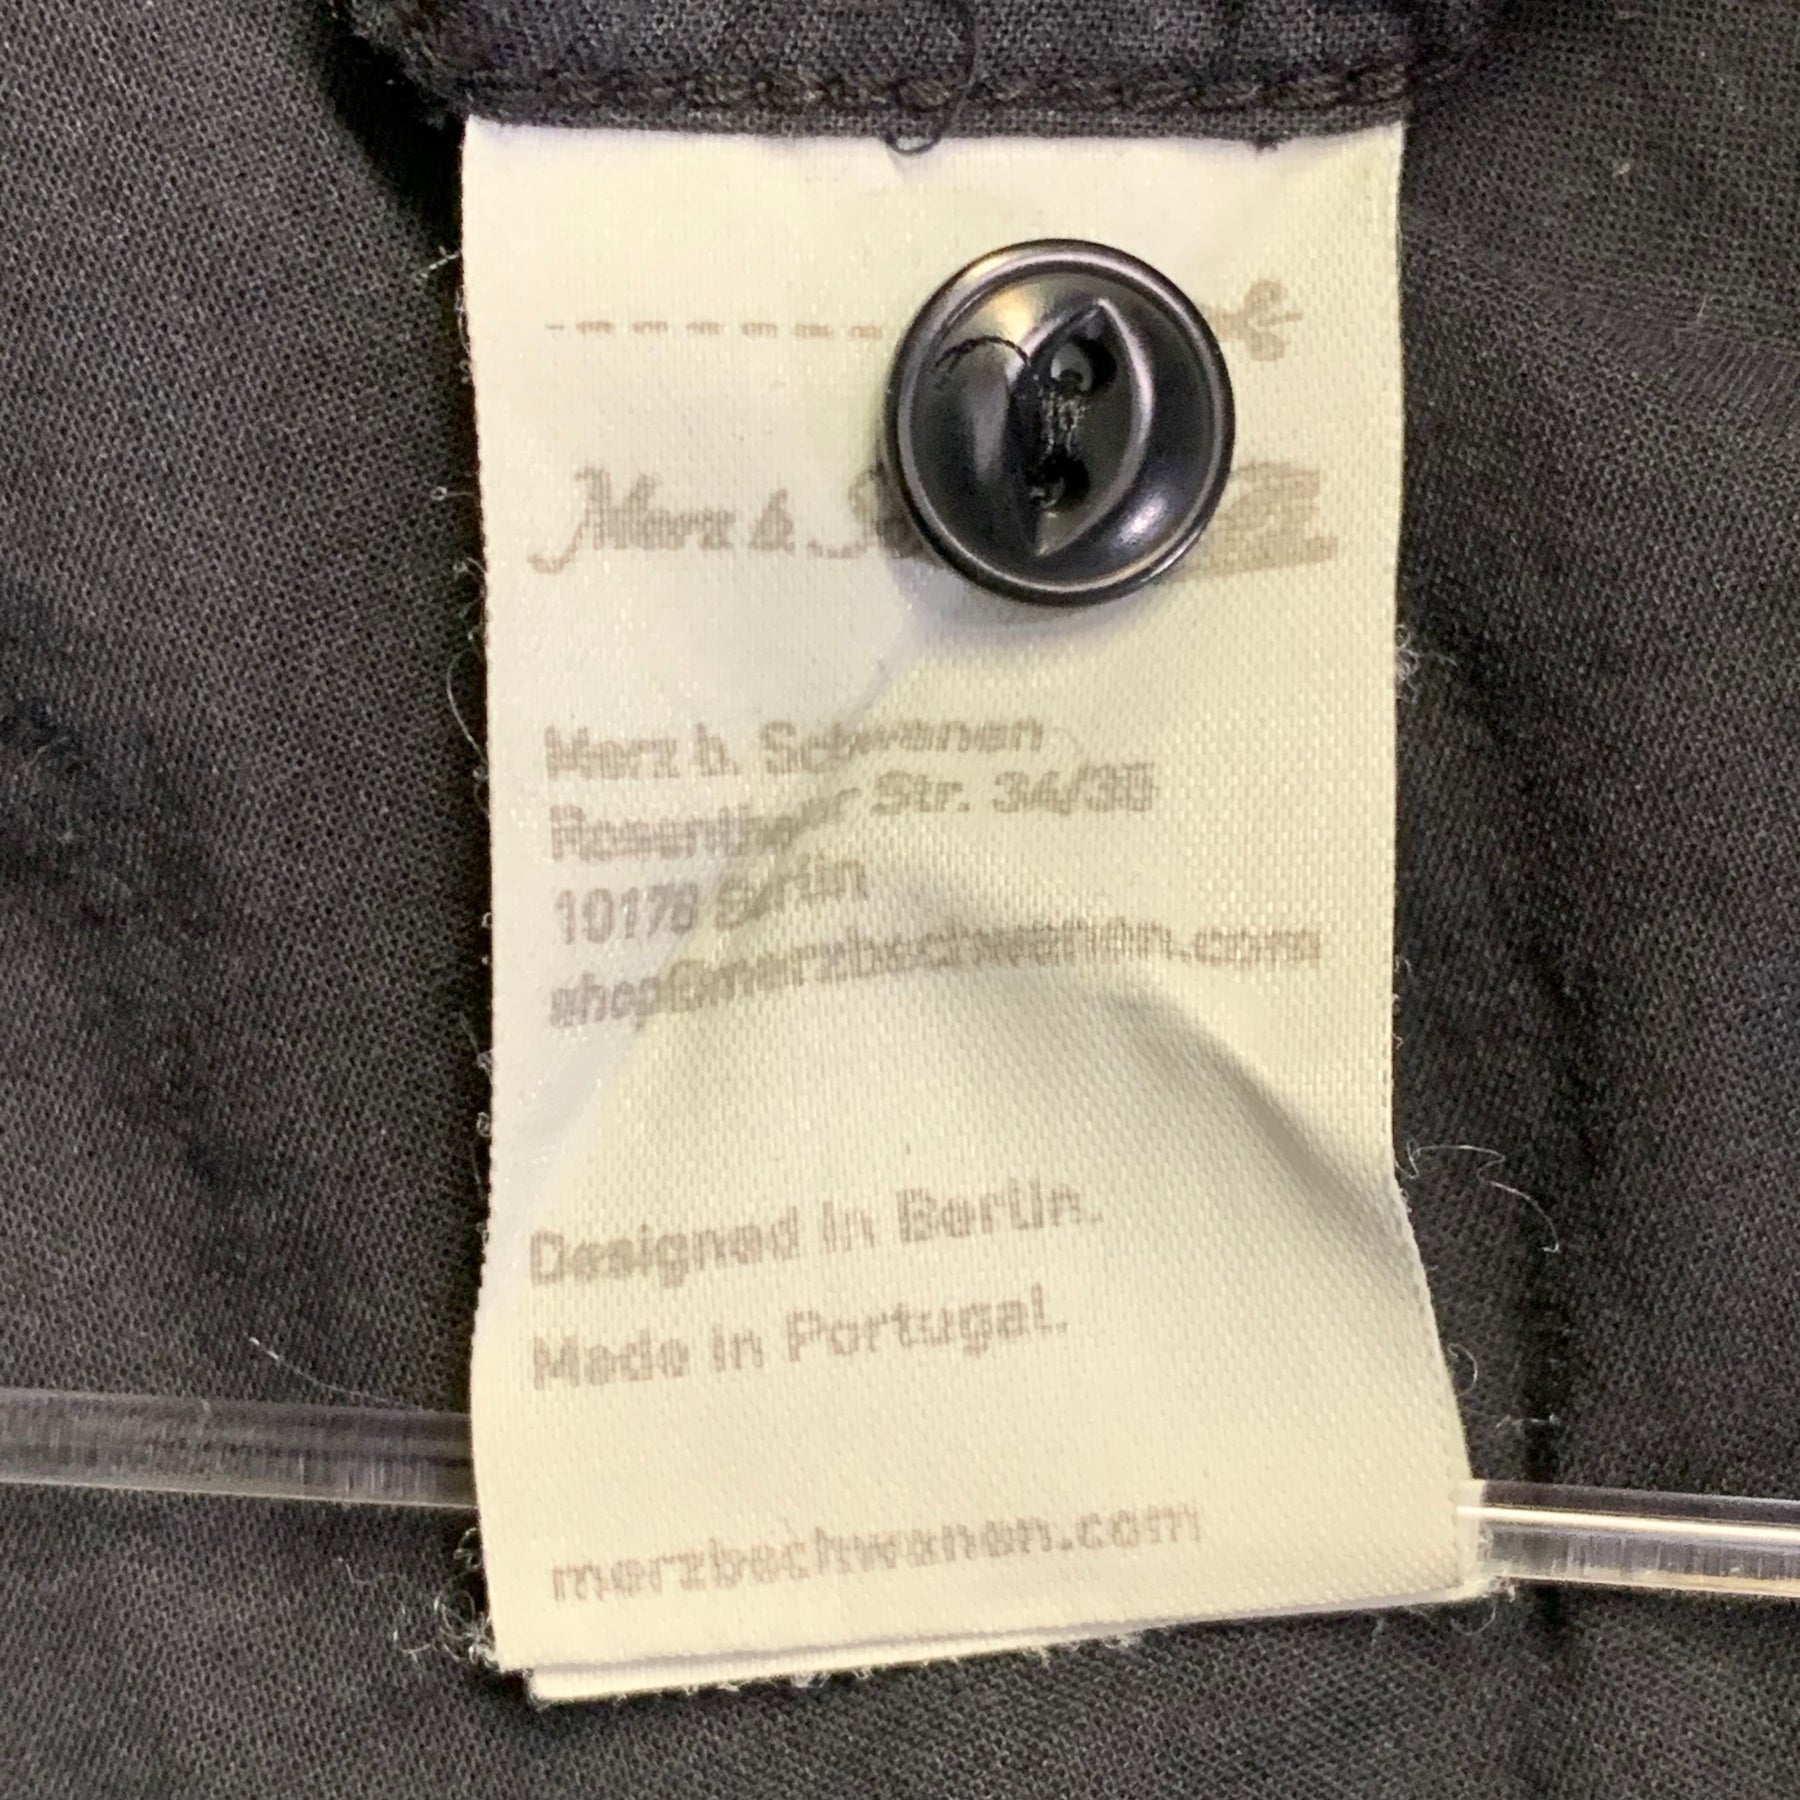 Merz b.
Merz b. Schwanen
Rosenthaler Str. 34/35
10178 Berlin
shop@merzbschwanen.com
Designed in Berlin.
Made in Portugal.
merzbschwanen.com